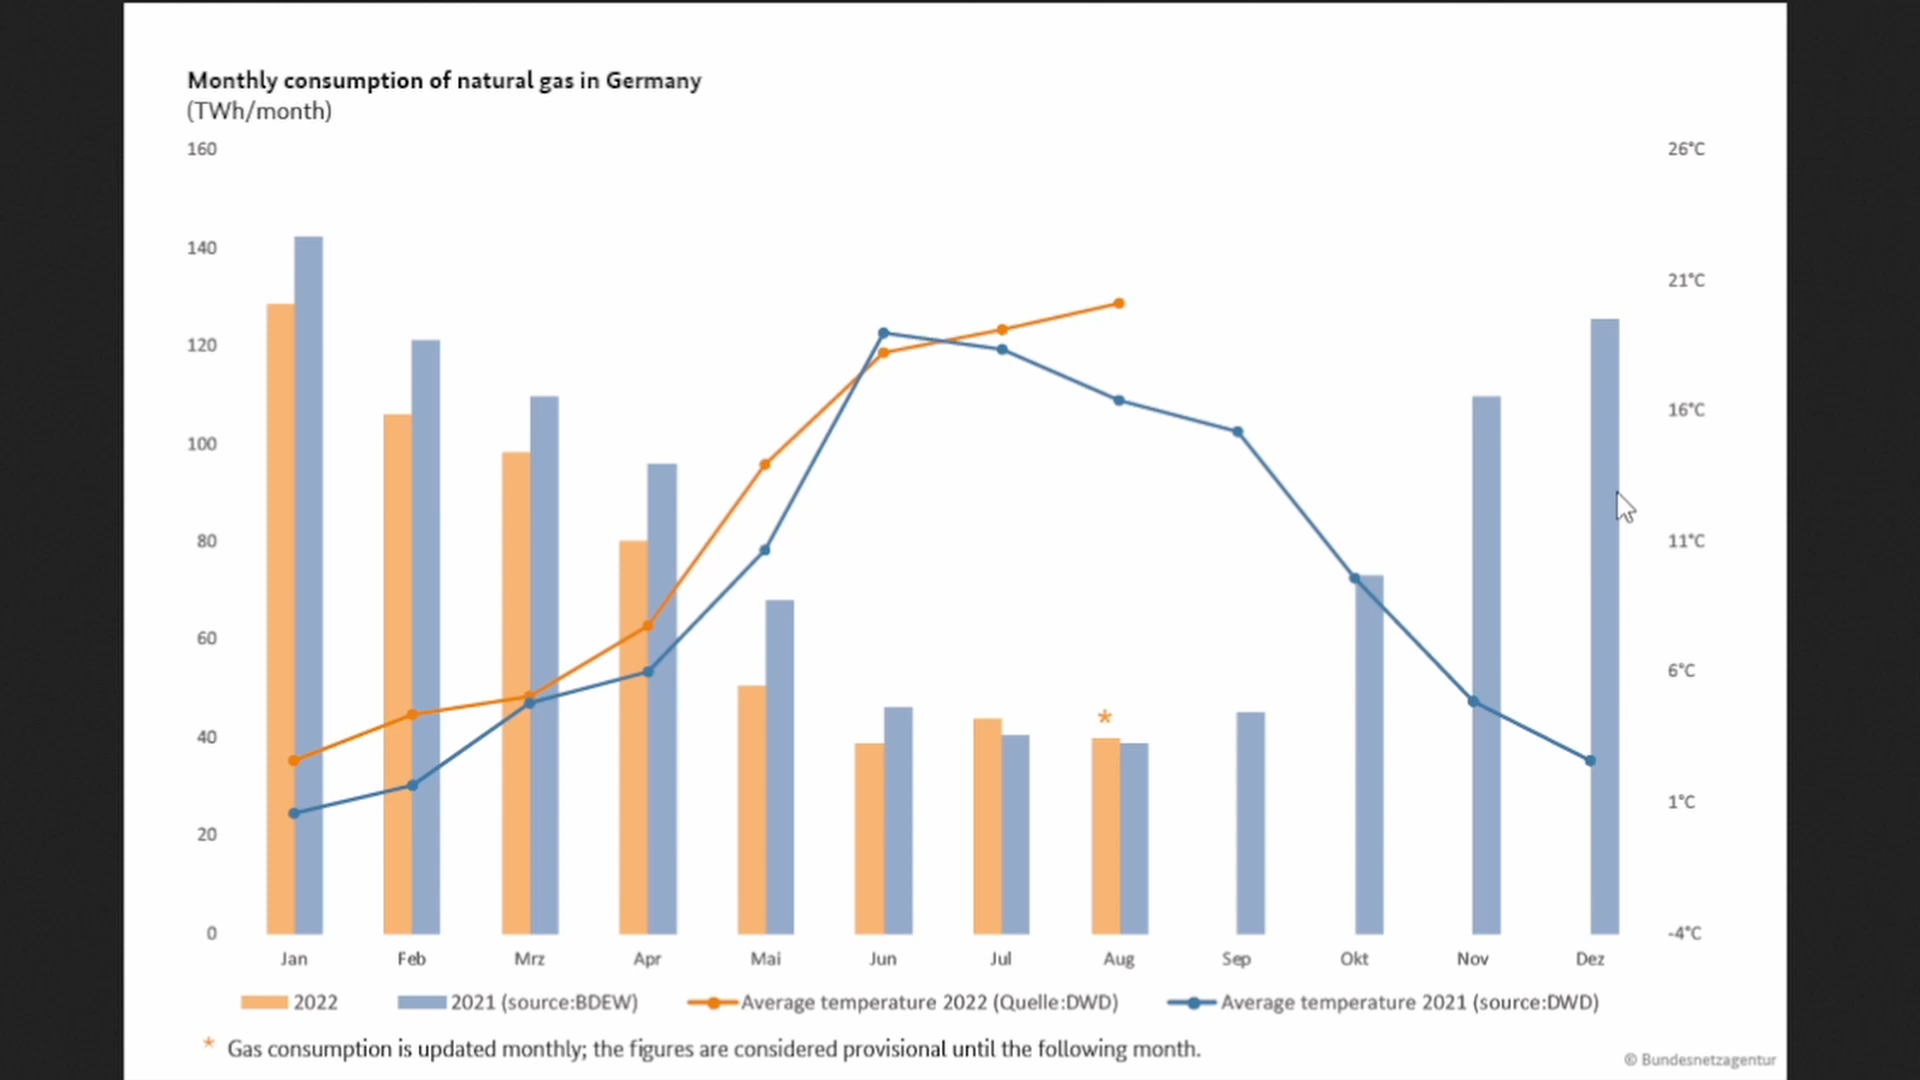 Monthly consumption of natural gas in Germany
(TWh/month)
160
140
120
100
80
60
40
20
0
26°C
21°C
16°C
11°C
6°C
1°C
-4°C
*
Jan Feb Mrz Apr Mai Jun Jul Aug Sep Okt Nov Dez
2022 2021 (source:BDEW) Average temperature 2022 (Quelle:DWD) Average temperature 2021 (source:DWD)
* Gas consumption is updated monthly; the figures are considered provisional until the following month.
© Bundesnetzagentur